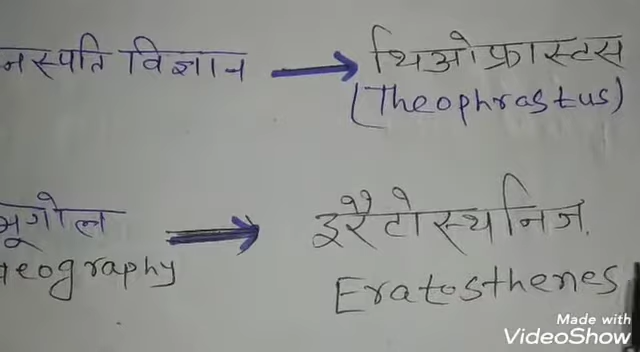 नस्पति विज्ञान → थिओफ्रास्टस
(Theophrastus)
भूगोल → इरैटोस्थनिज.
eography Eratosthenes
Made with
VideoShow